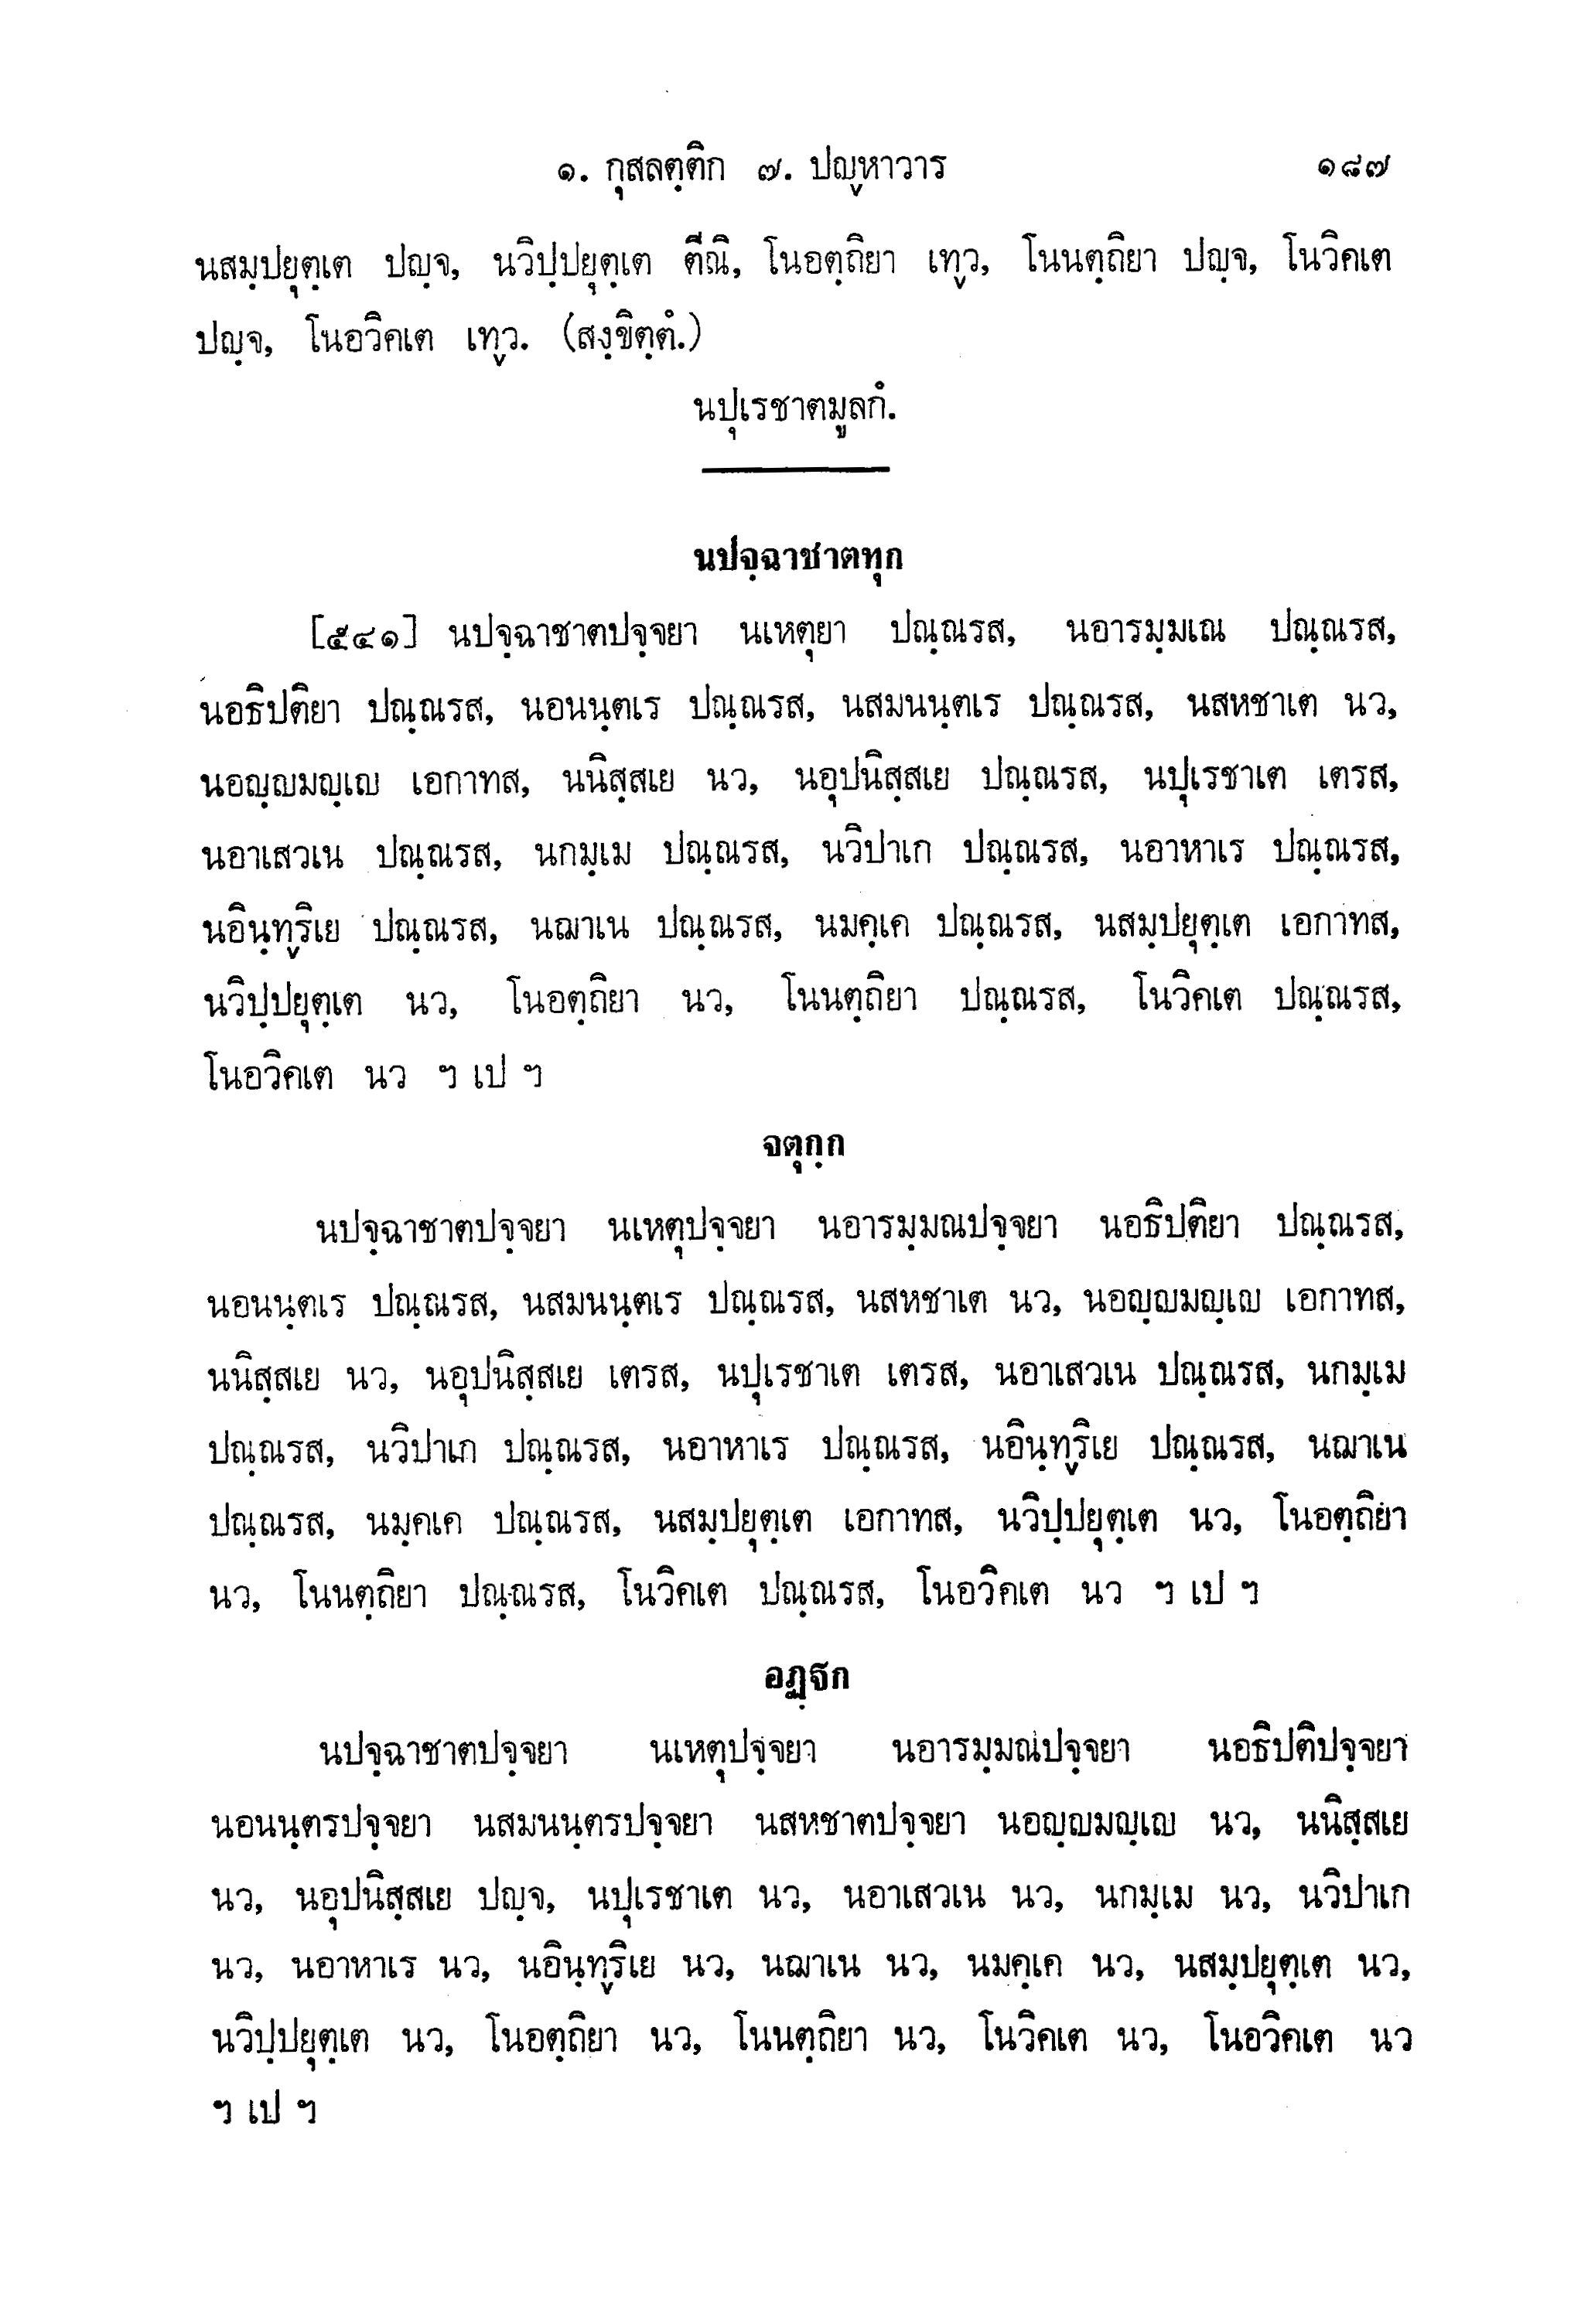 ๑. กุสลตฺติก ๗. ปญฺหาวาร ๑๘๗
นสมฺปยุตฺเต ปญฺจ, นวิปฺปยุตฺเต ตีณิ, โนอตฺถิยา เทฺว, โนนตฺถิยา ปญฺจ, โนวิคเต
ปญฺจ, โนอวิคเต เทฺว. (สงฺขิตฺตํ.)
นปุเรชาตมูลกํ.
นปจฺฉาชาตทุก
[๕๔๑] นปจฺฉาชาตปจฺจยา นเหตุยา ปณฺณรส, นอารมฺมเณ ปณฺณรส,
นอธิปติยา ปณฺณรส, นอนนฺตเร ปณฺณรส, นสมนนฺตเร ปณฺณรส, นสหชาเต นว,
นอญฺญมญฺเญ เอกาทส, นนิสฺสเย นว, นอุปนิสฺสเย ปณฺณรส, นปุเรชาเต เตรส,
นอาเสวเน ปณฺณรส, นกมฺเม ปณฺณรส, นวิปาเก ปณฺณรส, นอาหาเร ปณฺณรส,
นอินฺทฺริเย ปณฺณรส, นฌาเน ปณฺณรส, นมคฺเค ปณฺณรส, นสมฺปยุตฺเต เอกาทส,
นวิปฺปยุตฺเต นว, โนอตฺถิยา นว, โนนตฺถิยา ปณฺณรส, โนวิคเต ปณฺณรส,
โนอวิคเต นว ฯ เป ฯ
จตุกฺก
นปจฺฉาชาตปจฺจยา นเหตุปจฺจยา นอารมฺมณปจฺจยา นอธิปติยา ปณฺณรส,
นอนนฺตเร ปณฺณรส, นสมนนฺตเร ปณฺณรส, นสหชาเต นว, นอญฺญมญฺเญ เอกาทส,
นนิสฺสเย นว, นอุปนิสฺสเย เตรส, นปุเรชาเต เตรส, นอาเสวเน ปณฺณรส, นกมฺเม
ปณฺณรส, นวิปาเก ปณฺณรส, นอาหาเร ปณฺณรส, นอินฺทฺริเย ปณฺณรส, นฌาเน
ปณฺณรส, นมฺคเค ปณฺณรส, นสมฺปยุตฺเต เอกาทส, นวิปฺปยุตฺเต นว, โนอตฺถิยา
นว, โนนตฺถิยา ปณฺณรส, โนวิคเต ปณฺณรส, โนอวิคเต นว ฯ เป ฯ
อฏฺฐก
นปจฺฉาชาตปจฺจยา นเหตุปจฺจยา นอารมฺมณปจฺจยา นอธิปติปจฺจยา
นอนนฺตรปจฺจยา นสมนนฺตรปจฺจยา นสหชาตปจฺจยา นอญฺญมญฺเญ นว, นนิสฺสเย
นว, นอุปนิสฺสเย ปญฺจ, นปุเรชาเต นว, นอาเสวเน นว, นกมฺเม นว, นวิปาเก
นว, นอาหาเร นว, นอินฺทฺริเย นว, นฌาเน นว, นมคฺเค นว, นสมฺปยุตฺเต นว,
นวิปฺปยุตฺเต นว, โนอตฺถิยา นว, โนนตฺถิยา นว, โนวิคเต นว, โนอวิคเต นว
ฯ เป ฯ